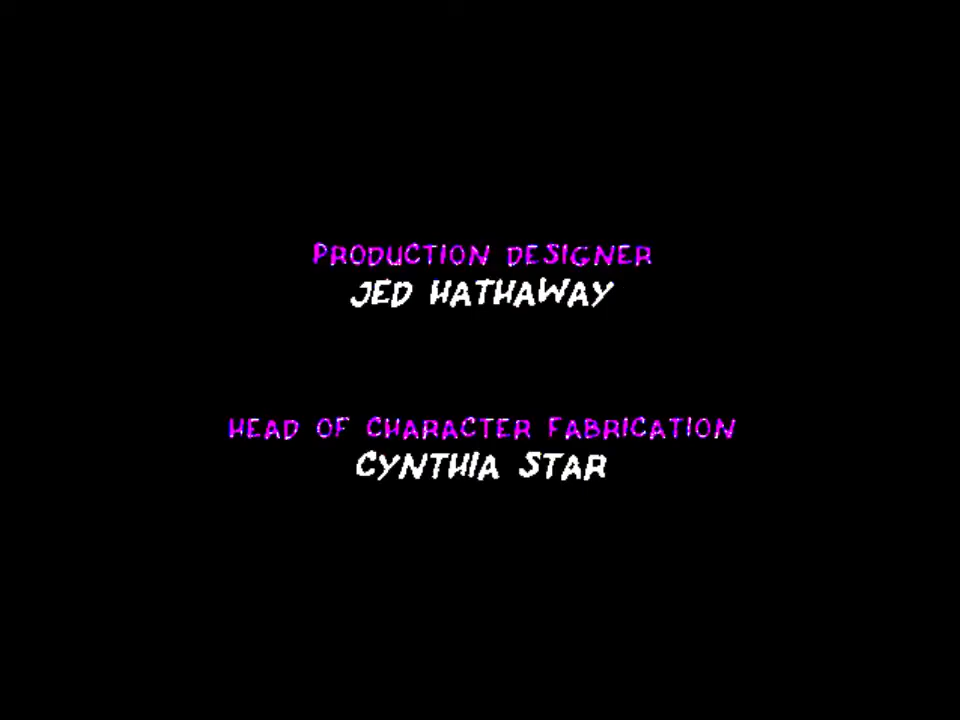 PRODUCTION DESIGNER
JED HATHAWAY
HEAD OF CHARACTER FABRICATION
CYNTHIA STAR